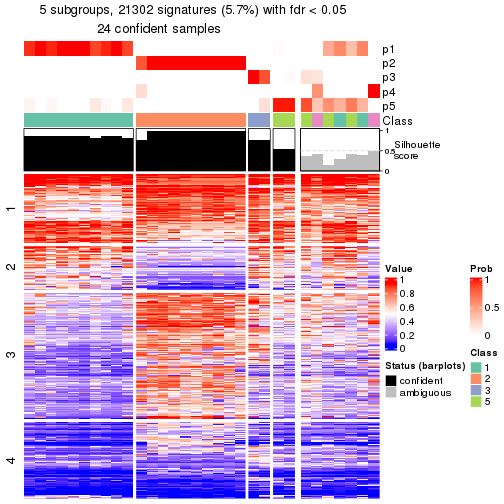 5 subgroups, 21302 signatures (5.7%) with fdr < 0.05
24 confident samples
p1
p2
p3
p4
p5
Class
1
0.5
0
Silhouette
score
1
2
3
4
Value
1
0.8
0.6
0.4
0.2
0
Status (barplots)
confident
ambiguous
Prob
1
0.5
0
Class
1
2
3
5